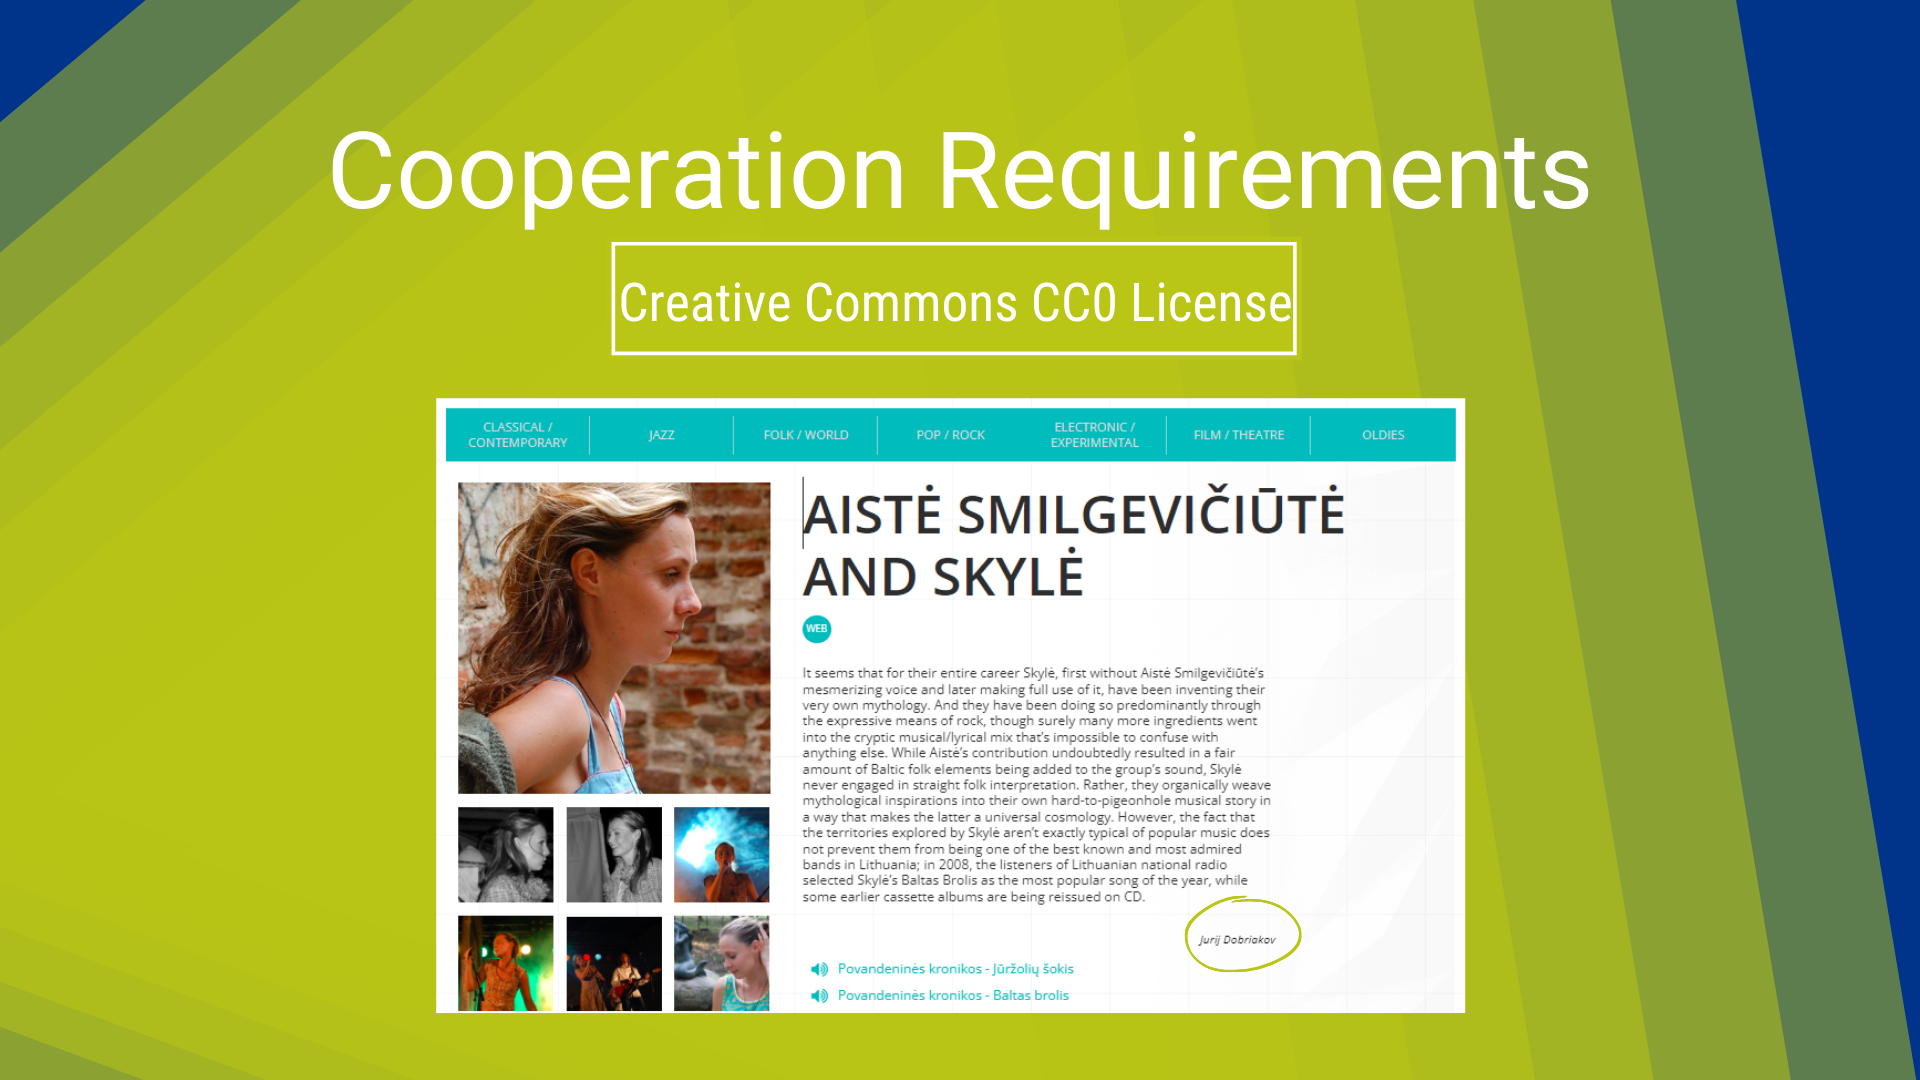 Cooperation Requirements
Creative Commons CC0 License
CLASSICAL / CONTEMPORARY
JAZZ
FOLK / WORLD
POP / ROCK
ELECTRONIC / EXPERIMENTAL
FILM / THEATRE
OLDIES
AISTĖ SMILGEVIČIŪTĖ
AND SKYLĖ
WEB
It seems that for their entire career Skylė, first without Aistė Smilgevičiūtė's
mesmerizing voice and later making full use of it, have been inventing their
very own mythology. And they have been doing so predominantly through
the expressive means of rock, though surely many more ingredients went
into the cryptic musical/lyrical mix that's impossible to confuse with
anything else. While Aistė's contribution undoubtedly resulted in a fair
amount of Baltic folk elements being added to the group's sound, Skylė
never engaged in straight folk interpretation. Rather, they organically weave
mythological inspirations into their own hard-to-pigeonhole musical story in
a way that makes the latter a universal cosmology. However, the fact that
the territories explored by Skylė aren't exactly typical of popular music does
not prevent them from being one of the best known and most admired
bands in Lithuania; in 2008, the listeners of Lithuanian national radio
selected Skylė's Baltas Brolis as the most popular song of the year, while
some earlier cassette albums are being reissued on CD.
Jurij Dobriakov
Povandeninės kronikos - Jūržolių šokis
Povandeninės kronikos - Baltas brolis